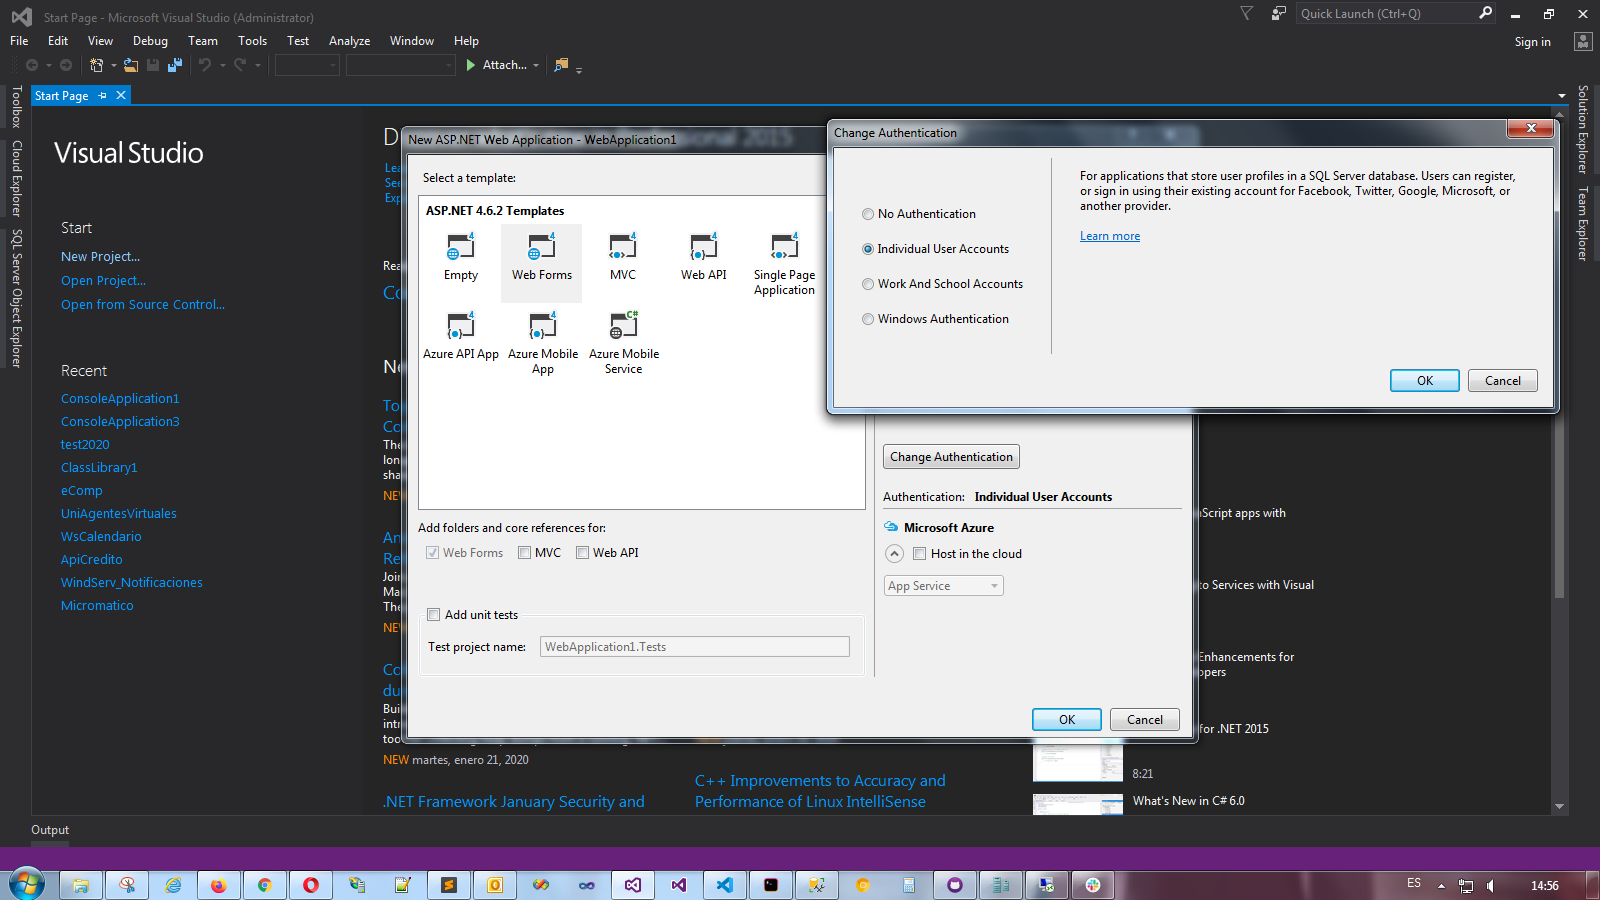 Start Page - Microsoft Visual Studio (Administrator)
Quick Launch (Ctrl+Q)
File Edit View Debug Team Tools Test Analyze Window Help
Sign in
Attach...
Start Page
Toolbox
Cloud Explorer
SQL Server Object Explorer
Solution Explorer
Team Explorer
Visual Studio
Start
New Project...
Open Project...
Open from Source Control...
Recent
ConsoleApplication1
ConsoleApplication3
test2020
ClassLibrary1
eComp
UniAgentesVirtuales
WsCalendario
ApiCredito
WindServ_Notificaciones
Micromatico
New ASP.NET Web Application - WebApplication1
2015
Select a template:
ASP.NET 4.6.2 Templates
Empty
Web Forms
MVC
Web API
Single Page
Application
Azure API App
Azure Mobile
App
Azure Mobile
Service
Add folders and core references for:
Web Forms MVC Web API
Add unit tests
Test project name: WebApplication1.Tests
Change Authentication
Authentication: Individual User Accounts
Microsoft Azure
Host in the cloud
App Service
OK Cancel
Change Authentication
No Authentication
Individual User Accounts
Work And School Accounts
Windows Authentication
For applications that store user profiles in a SQL Server database. Users can register,
or sign in using their existing account for Facebook, Twitter, Google, Microsoft, or
another provider.
Learn more
OK Cancel
Script apps with
to Services with Visual
Enhancements for
for .NET 2015
8:21
What's New in C# 6.0
NEW martes, enero 21, 2020
.NET Framework January Security and
C++ Improvements to Accuracy and
Performance of Linux IntelliSense
Output
ES
14:56